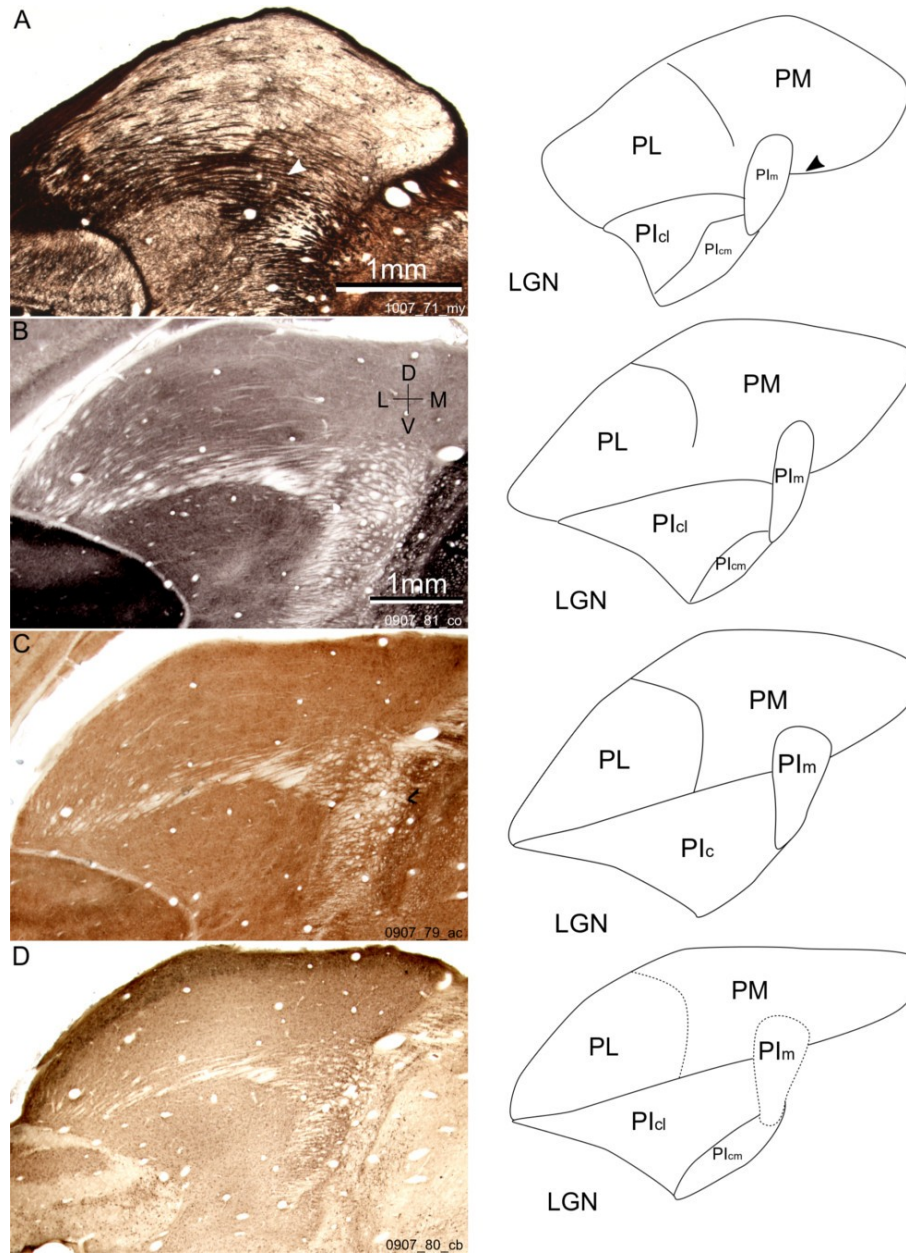 A
1mm
1007_71_my
PM
PL
PIm
PIcl
PIcm
LGN
B
D
L M
V
1mm
0907_81_co
PM
PL
PIm
PIcl
PIcm
LGN
C
0907_79_ac
PM
PL
PIm
PIc
LGN
D
0907_80_cb
PM
PL
PIm
PIcl
PIcm
LGN